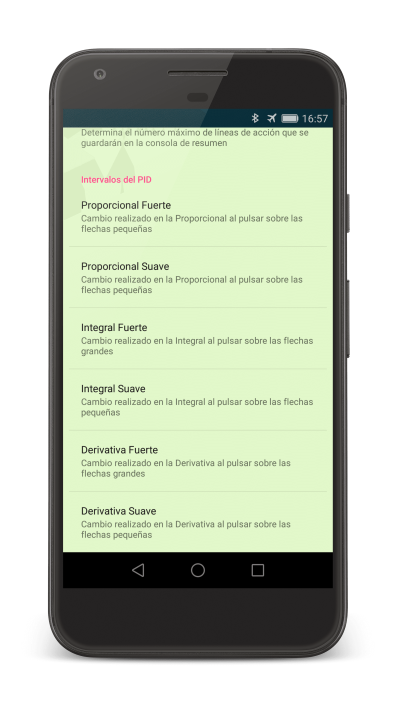 16:57
Determina el número máximo de líneas de acción que se
guardarán en la consola de resumen
Intervalos del PID
Proporcional Fuerte
Cambio realizado en la Proporcional al pulsar sobre las
flechas pequeñas
Proporcional Suave
Cambio realizado en la Proporcional al pulsar sobre las
flechas pequeñas
Integral Fuerte
Cambio realizado en la Integral al pulsar sobre las flechas
grandes
Integral Suave
Cambio realizado en la Integral al pulsar sobre las flechas
pequeñas
Derivativa Fuerte
Cambio realizado en la Derivativa al pulsar sobre las
flechas grandes
Derivativa Suave
Cambio realizado en la Derivativa al pulsar sobre las
flechas pequeñas